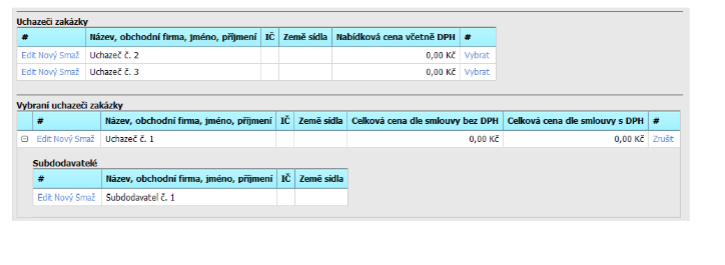 Uchazeči zakázky
# Název, obchodní firma, jméno, příjmení IČ Země sídla Nabídková cena včetně DPH #
Edit Nový Smaž Uchazeč č. 2 0,00 Kč Vybrat
Edit Nový Smaž Uchazeč č. 3 0,00 Kč Vybrat
Vybraní uchazeči zakázky
# Název, obchodní firma, jméno, příjmení IČ Země sídla Celková cena dle smlouvy bez DPH Celková cena dle smlouvy s DPH #
Edit Nový Smaž Uchazeč č. 1 0,00 Kč 0,00 Kč Zrušit
Subdodavatelé
# Název, obchodní firma, jméno, příjmení IČ Země sídla
Edit Nový Smaž Subdodavatel č. 1